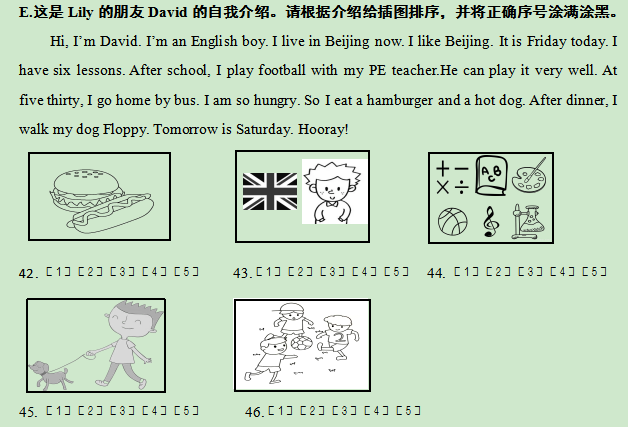 E.这是 Lily 的朋友 David 的自我介绍。请根据介绍给插图排序，并将正确序号涂满涂黑。
Hi, I’m David. I’m an English boy. I live in Beijing now. I like Beijing. It is Friday today. I
have six lessons. After school, I play football with my PE teacher.He can play it very well. At
five thirty, I go home by bus. I am so hungry. So I eat a hamburger and a hot dog. After dinner, I
walk my dog Floppy. Tomorrow is Saturday. Hooray!
+ −
× ÷
A B C
2
42. 【1】【2】【3】【4】【5】 43.【1】【2】【3】【4】【5】 44. 【1】【2】【3】【4】【5】
45. 【1】【2】【3】【4】【5】 46.【1】【2】【3】【4】【5】